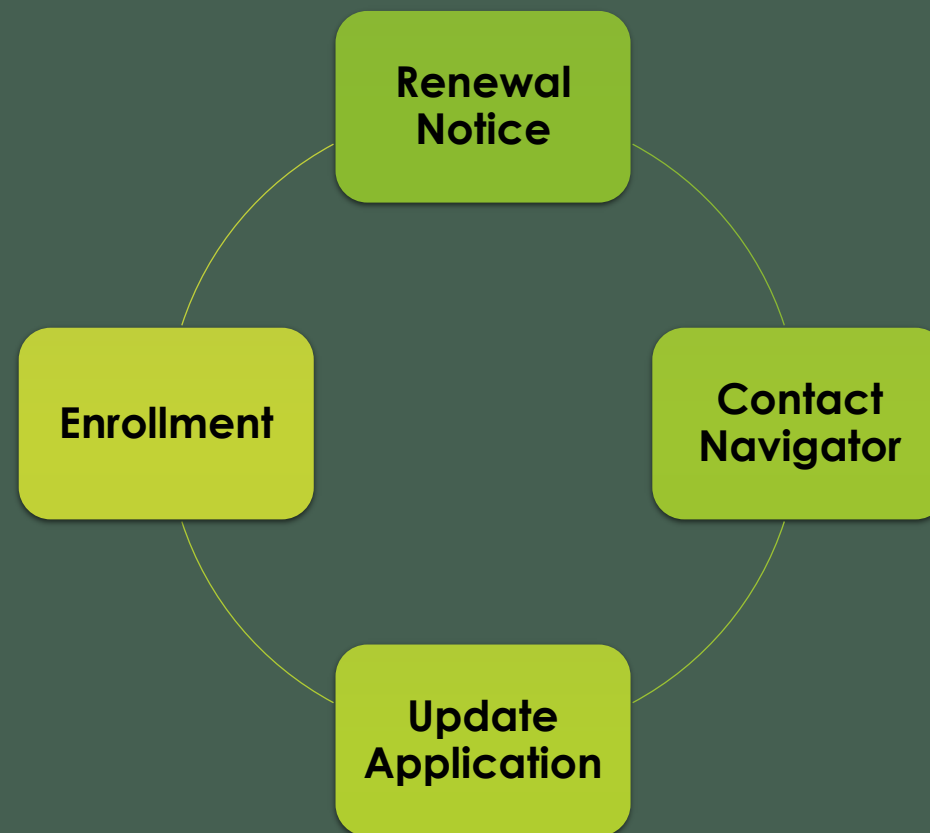 Renewal
Notice
Contact
Navigator
Update
Application
Enrollment